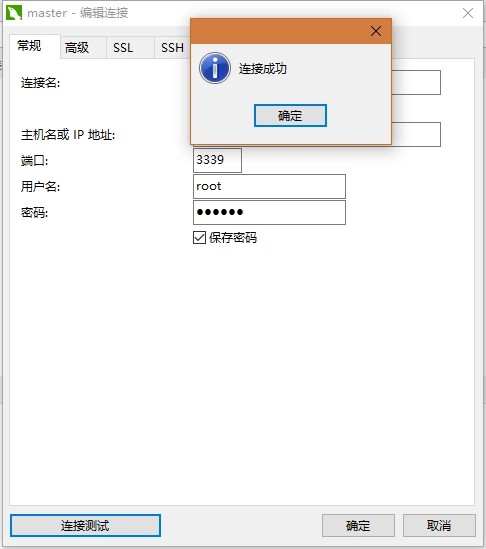 master - 编辑连接
常规 高级 SSL SSH
连接成功
确定
连接名:
主机名或 IP 地址:
端口: 3339
用户名: root
密码: ●●●●●●
保存密码
连接测试 确定 取消